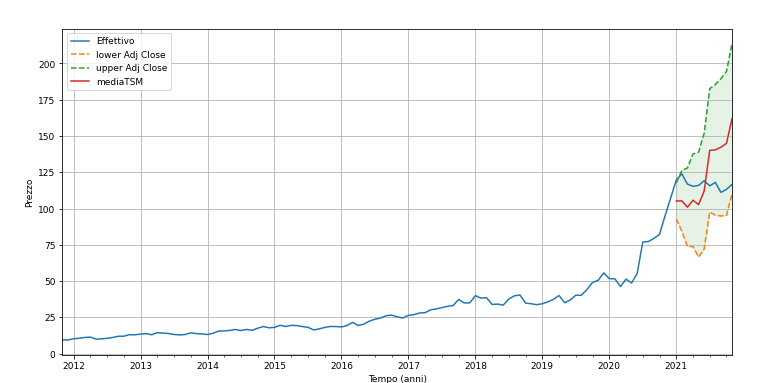 Effettivo
lower Adj Close
upper Adj Close
mediaTSM
200
175
150
125
100
75
50
25
0
Prezzo
2012 2013 2014 2015 2016 2017 2018 2019 2020 2021
Tempo (anni)